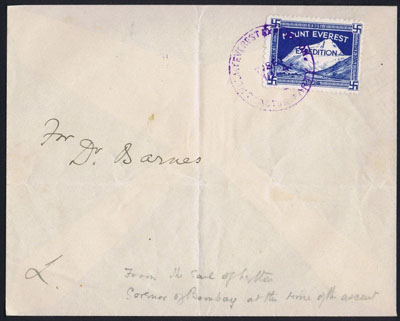 MOUNT EVEREST
EXPEDITION
For
Dr. Barnes
L.
From the Earl of Lytton
Governor of Bombay at the time of the ascent